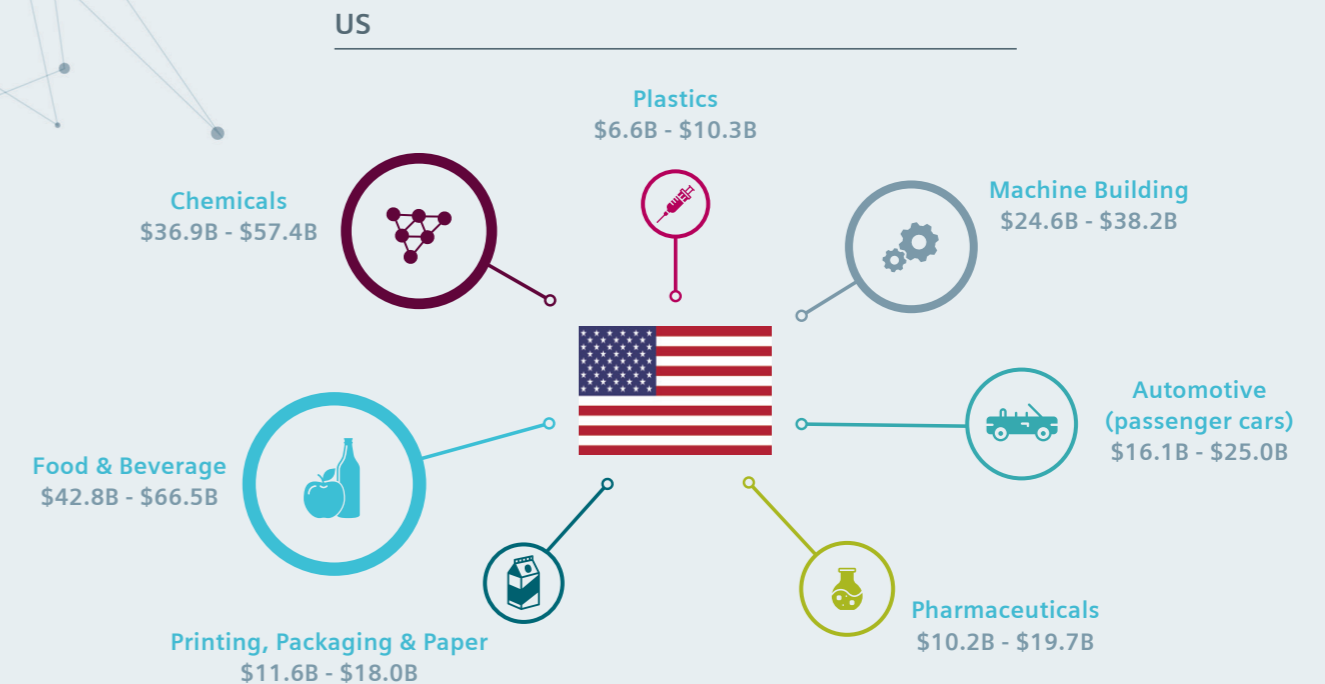 US
Plastics
$6.6B - $10.3B
Chemicals
$36.9B - $57.4B
Machine Building
$24.6B - $38.2B
Automotive
(passenger cars)
$16.1B - $25.0B
Food & Beverage
$42.8B - $66.5B
Pharmaceuticals
$10.2B - $19.7B
Printing, Packaging & Paper
$11.6B - $18.0B